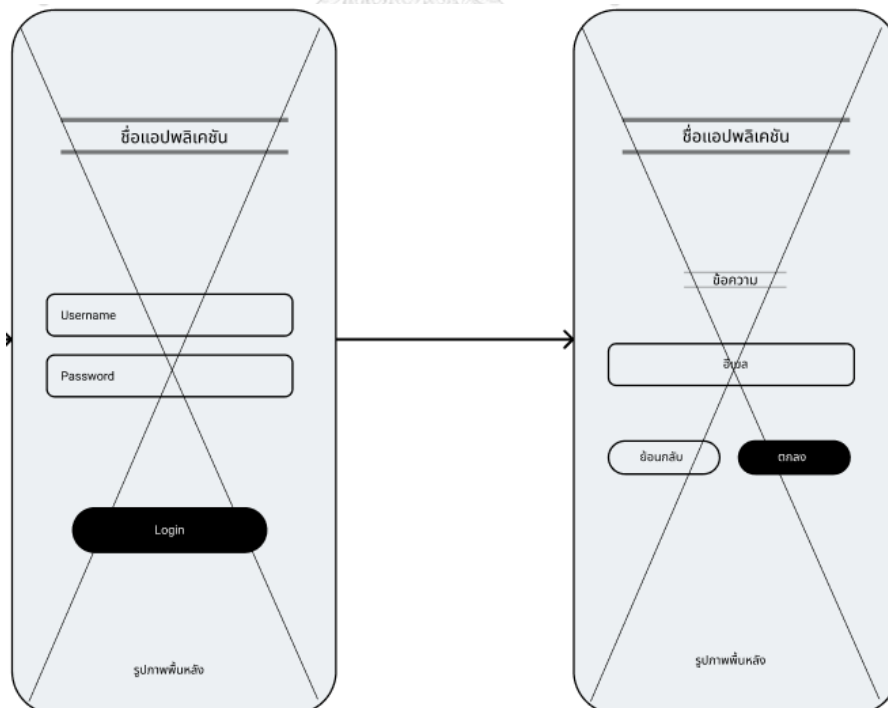 ชื่อแอปพลิเคชัน
Username
Password
Login
รูปภาพพื้นหลัง
ชื่อแอปพลิเคชัน
ข้อความ
อีเมล
ย้อนกลับ
ตกลง
รูปภาพพื้นหลัง